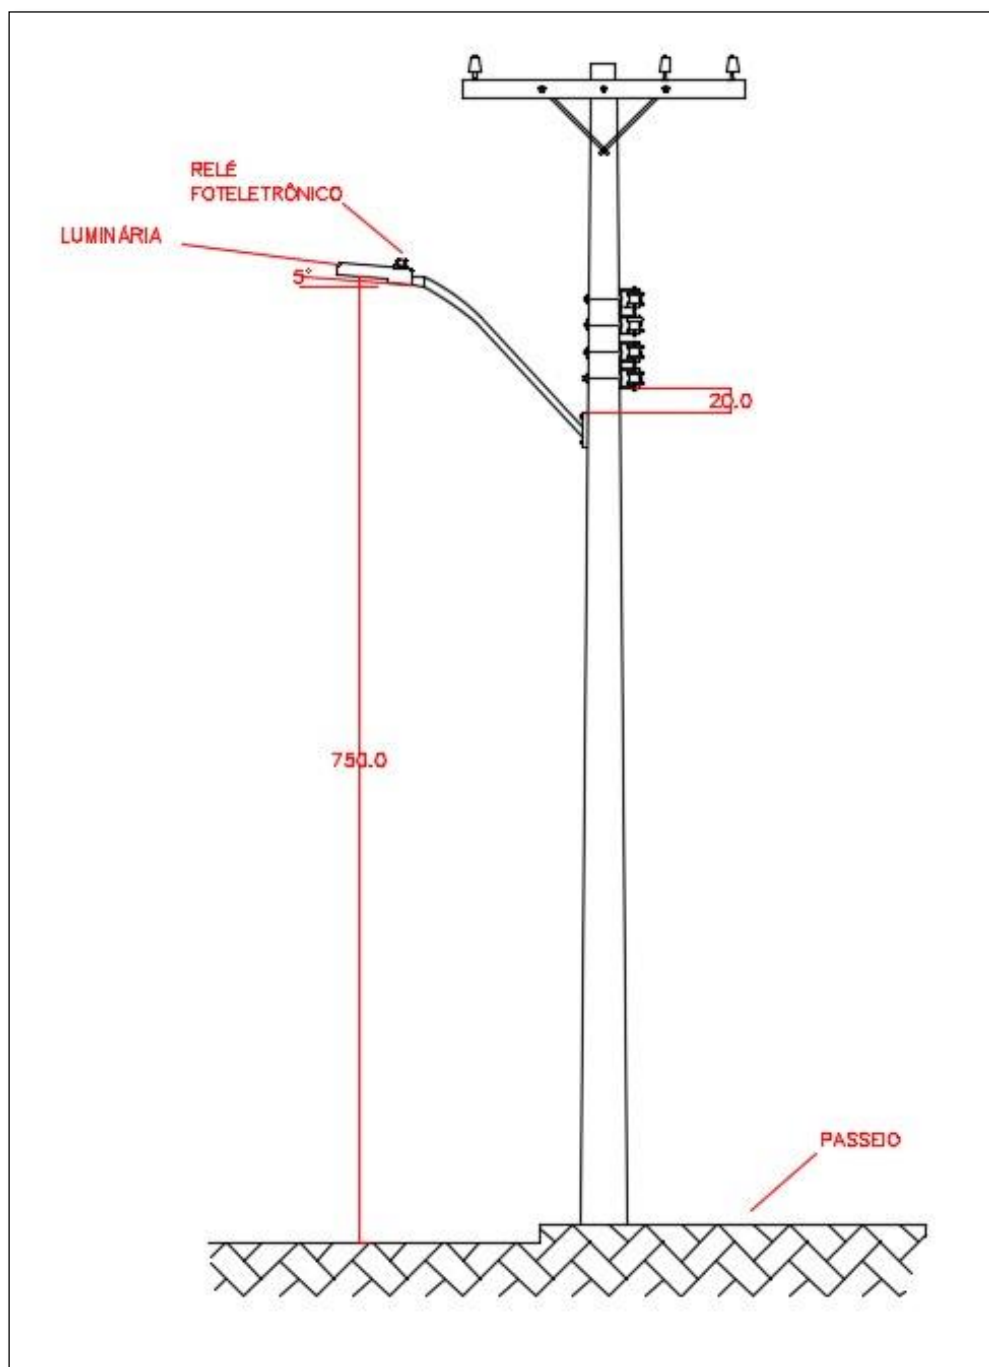 RELÉ
FOTELETRÔNICO
LUMINÁRIA
5°
20.0
750.0
PASSEIO